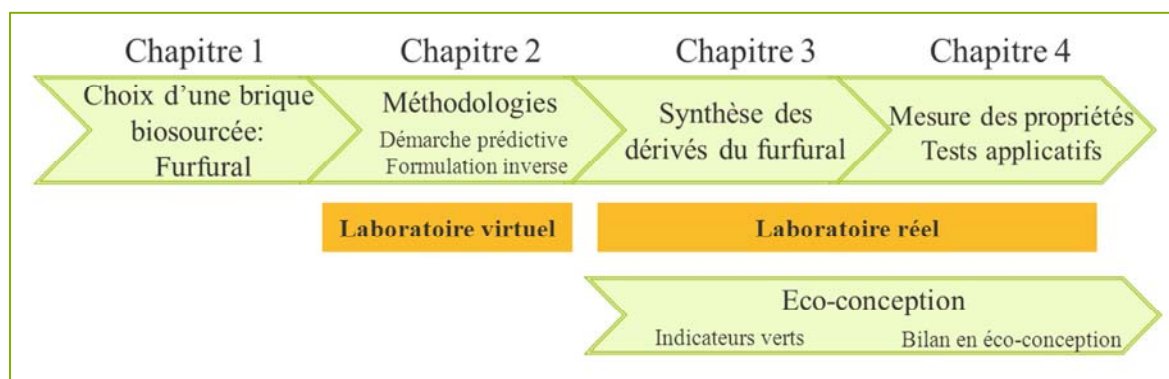 Chapitre 1
Chapitre 2
Chapitre 3
Chapitre 4
Choix d’une brique
biosourcée:
Furfural
Méthodologies
Démarche prédictive
Formulation inverse
Synthèse des
dérivés du furfural
Mesure des propriétés
Tests applicatifs
Laboratoire virtuel
Laboratoire réel
Eco-conception
Indicateurs verts
Bilan en éco-conception